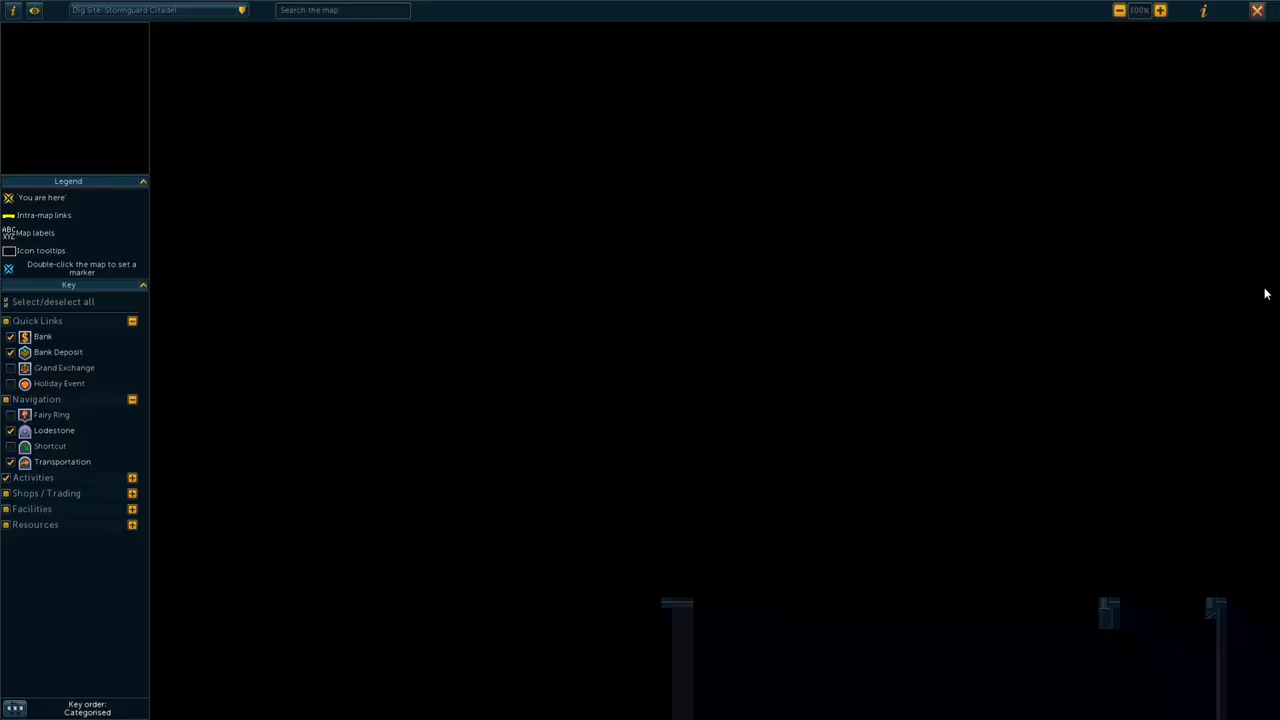 Dig Site: Stormguard Citadel
Search the map
100%
Legend
'You are here'
Intra-map links
ABC
XYZ
Map labels
Icon tooltips
Double-click the map to set a
marker
Key
Select/deselect all
Quick Links
Bank
Bank Deposit
Grand Exchange
Holiday Event
Navigation
Fairy Ring
Lodestone
Shortcut
Transportation
Activities
Shops / Trading
Facilities
Resources
Key order:
Categorised